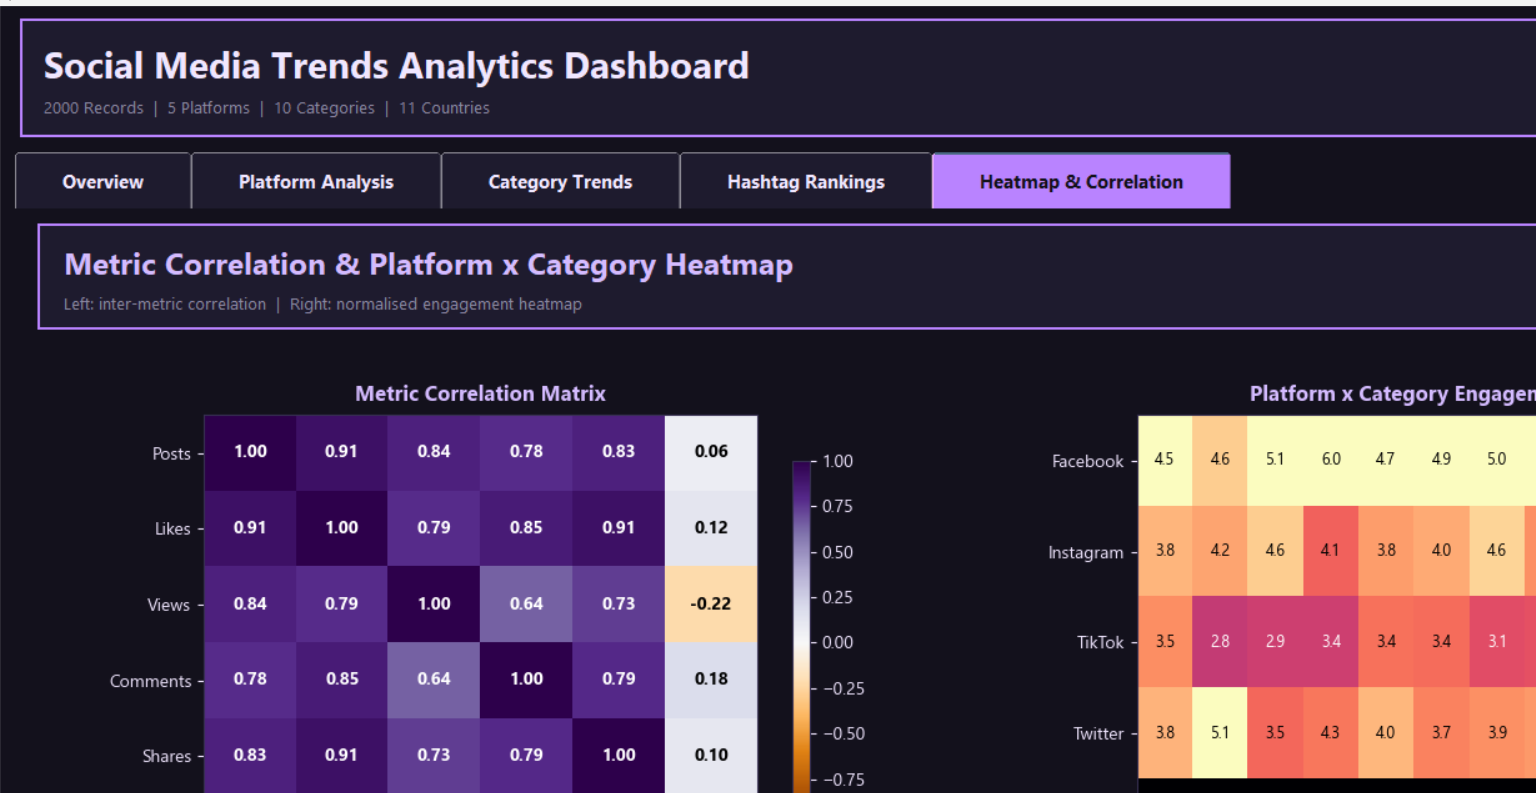 Social Media Trends Analytics Dashboard
2000 Records | 5 Platforms | 10 Categories | 11 Countries
Overview Platform Analysis Category Trends Hashtag Rankings Heatmap & Correlation
Metric Correlation & Platform x Category Heatmap
Left: inter-metric correlation | Right: normalised engagement heatmap
Metric Correlation Matrix
Posts 1.00 0.91 0.84 0.78 0.83 0.06
Likes 0.91 1.00 0.79 0.85 0.91 0.12
Views 0.84 0.79 1.00 0.64 0.73 -0.22
Comments 0.78 0.85 0.64 1.00 0.79 0.18
Shares 0.83 0.91 0.73 0.79 1.00 0.10
1.00
0.75
0.50
0.25
0.00
−0.25
−0.50
−0.75
Platform x Category Engagem
Facebook 4.5 4.6 5.1 6.0 4.7 4.9 5.0
Instagram 3.8 4.2 4.6 4.1 3.8 4.0 4.6
TikTok 3.5 2.8 2.9 3.4 3.4 3.4 3.1
Twitter 3.8 5.1 3.5 4.3 4.0 3.7 3.9